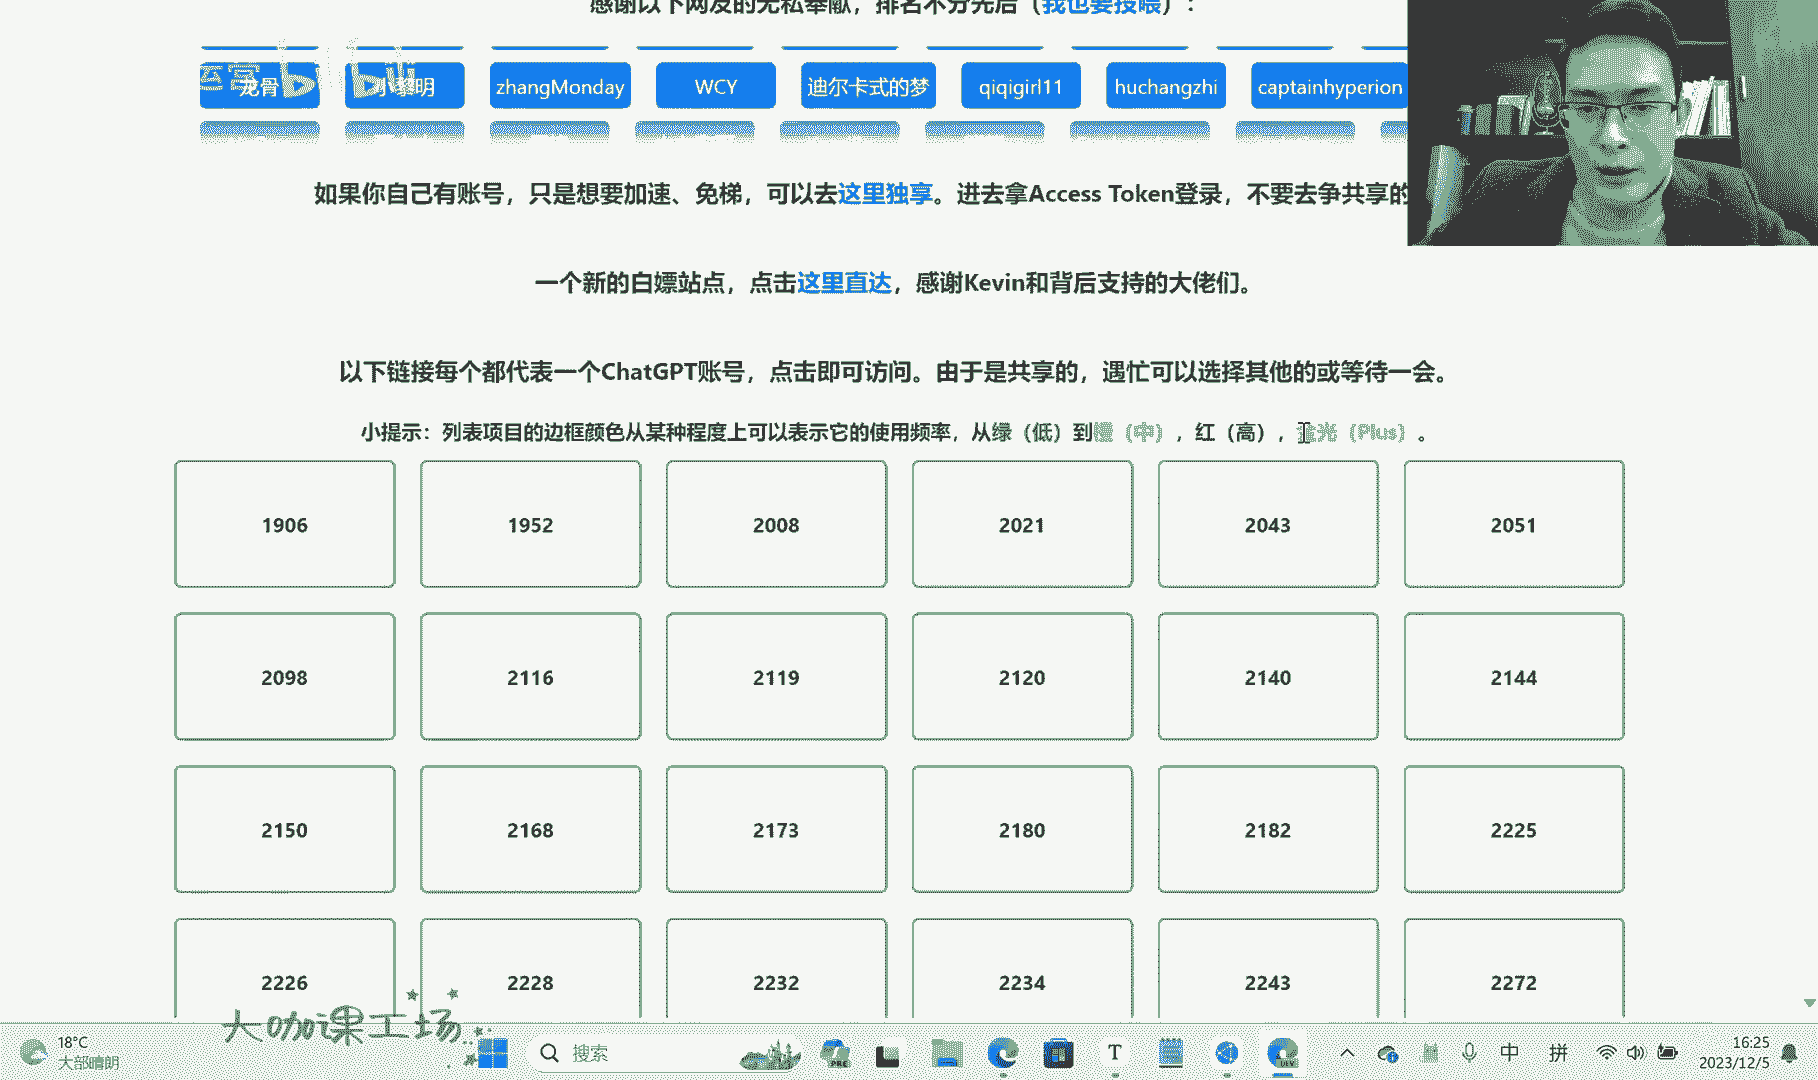 感谢以下网友的无私奉献，排名不分先后（我也要投喂）：
龙骨 小黎明 zhangMonday WCY 迪尔卡式的梦 qiqigirl11 huchangzhi captainhyperion
如果你自己有账号，只是想要加速、免梯，可以去这里独享。进去拿Access Token登录，不要去争共享的
一个新的白嫖站点，点击这里直达，感谢Kevin和背后支持的大佬们。
以下链接每个都代表一个ChatGPT账号，点击即可访问。由于是共享的，遇忙可以选择其他的或等待一会。
小提示：列表项目的边框颜色从某种程度上可以表示它的使用频率，从绿（低）到橙（中），红（高），金光（Plus）。
1906 1952 2008 2021 2043 2051
2098 2116 2119 2120 2140 2144
2150 2168 2173 2180 2182 2225
2226 2228 2232 2234 2243 2272
大咖课工场
18°C
大部晴朗
搜索
PRE
T
DEV
中
拼
16:25
2023/12/5